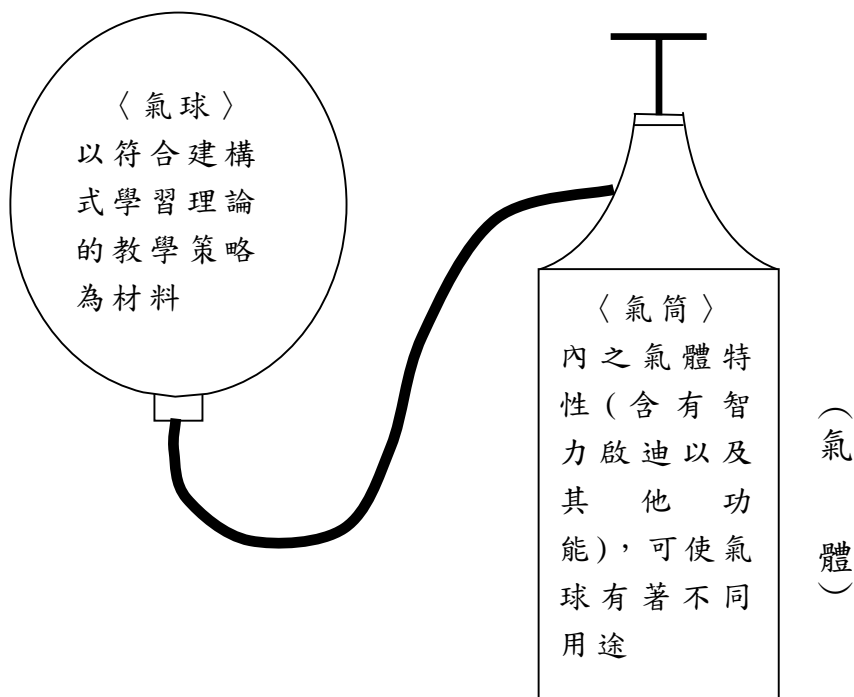 〈氣球〉
以符合建構
式學習理論
的教學策略
為材料
〈氣筒〉
內之氣體特
性(含有智
力啟迪以及
其他功
能)，可使氣
球有著不同
用途
（氣體）